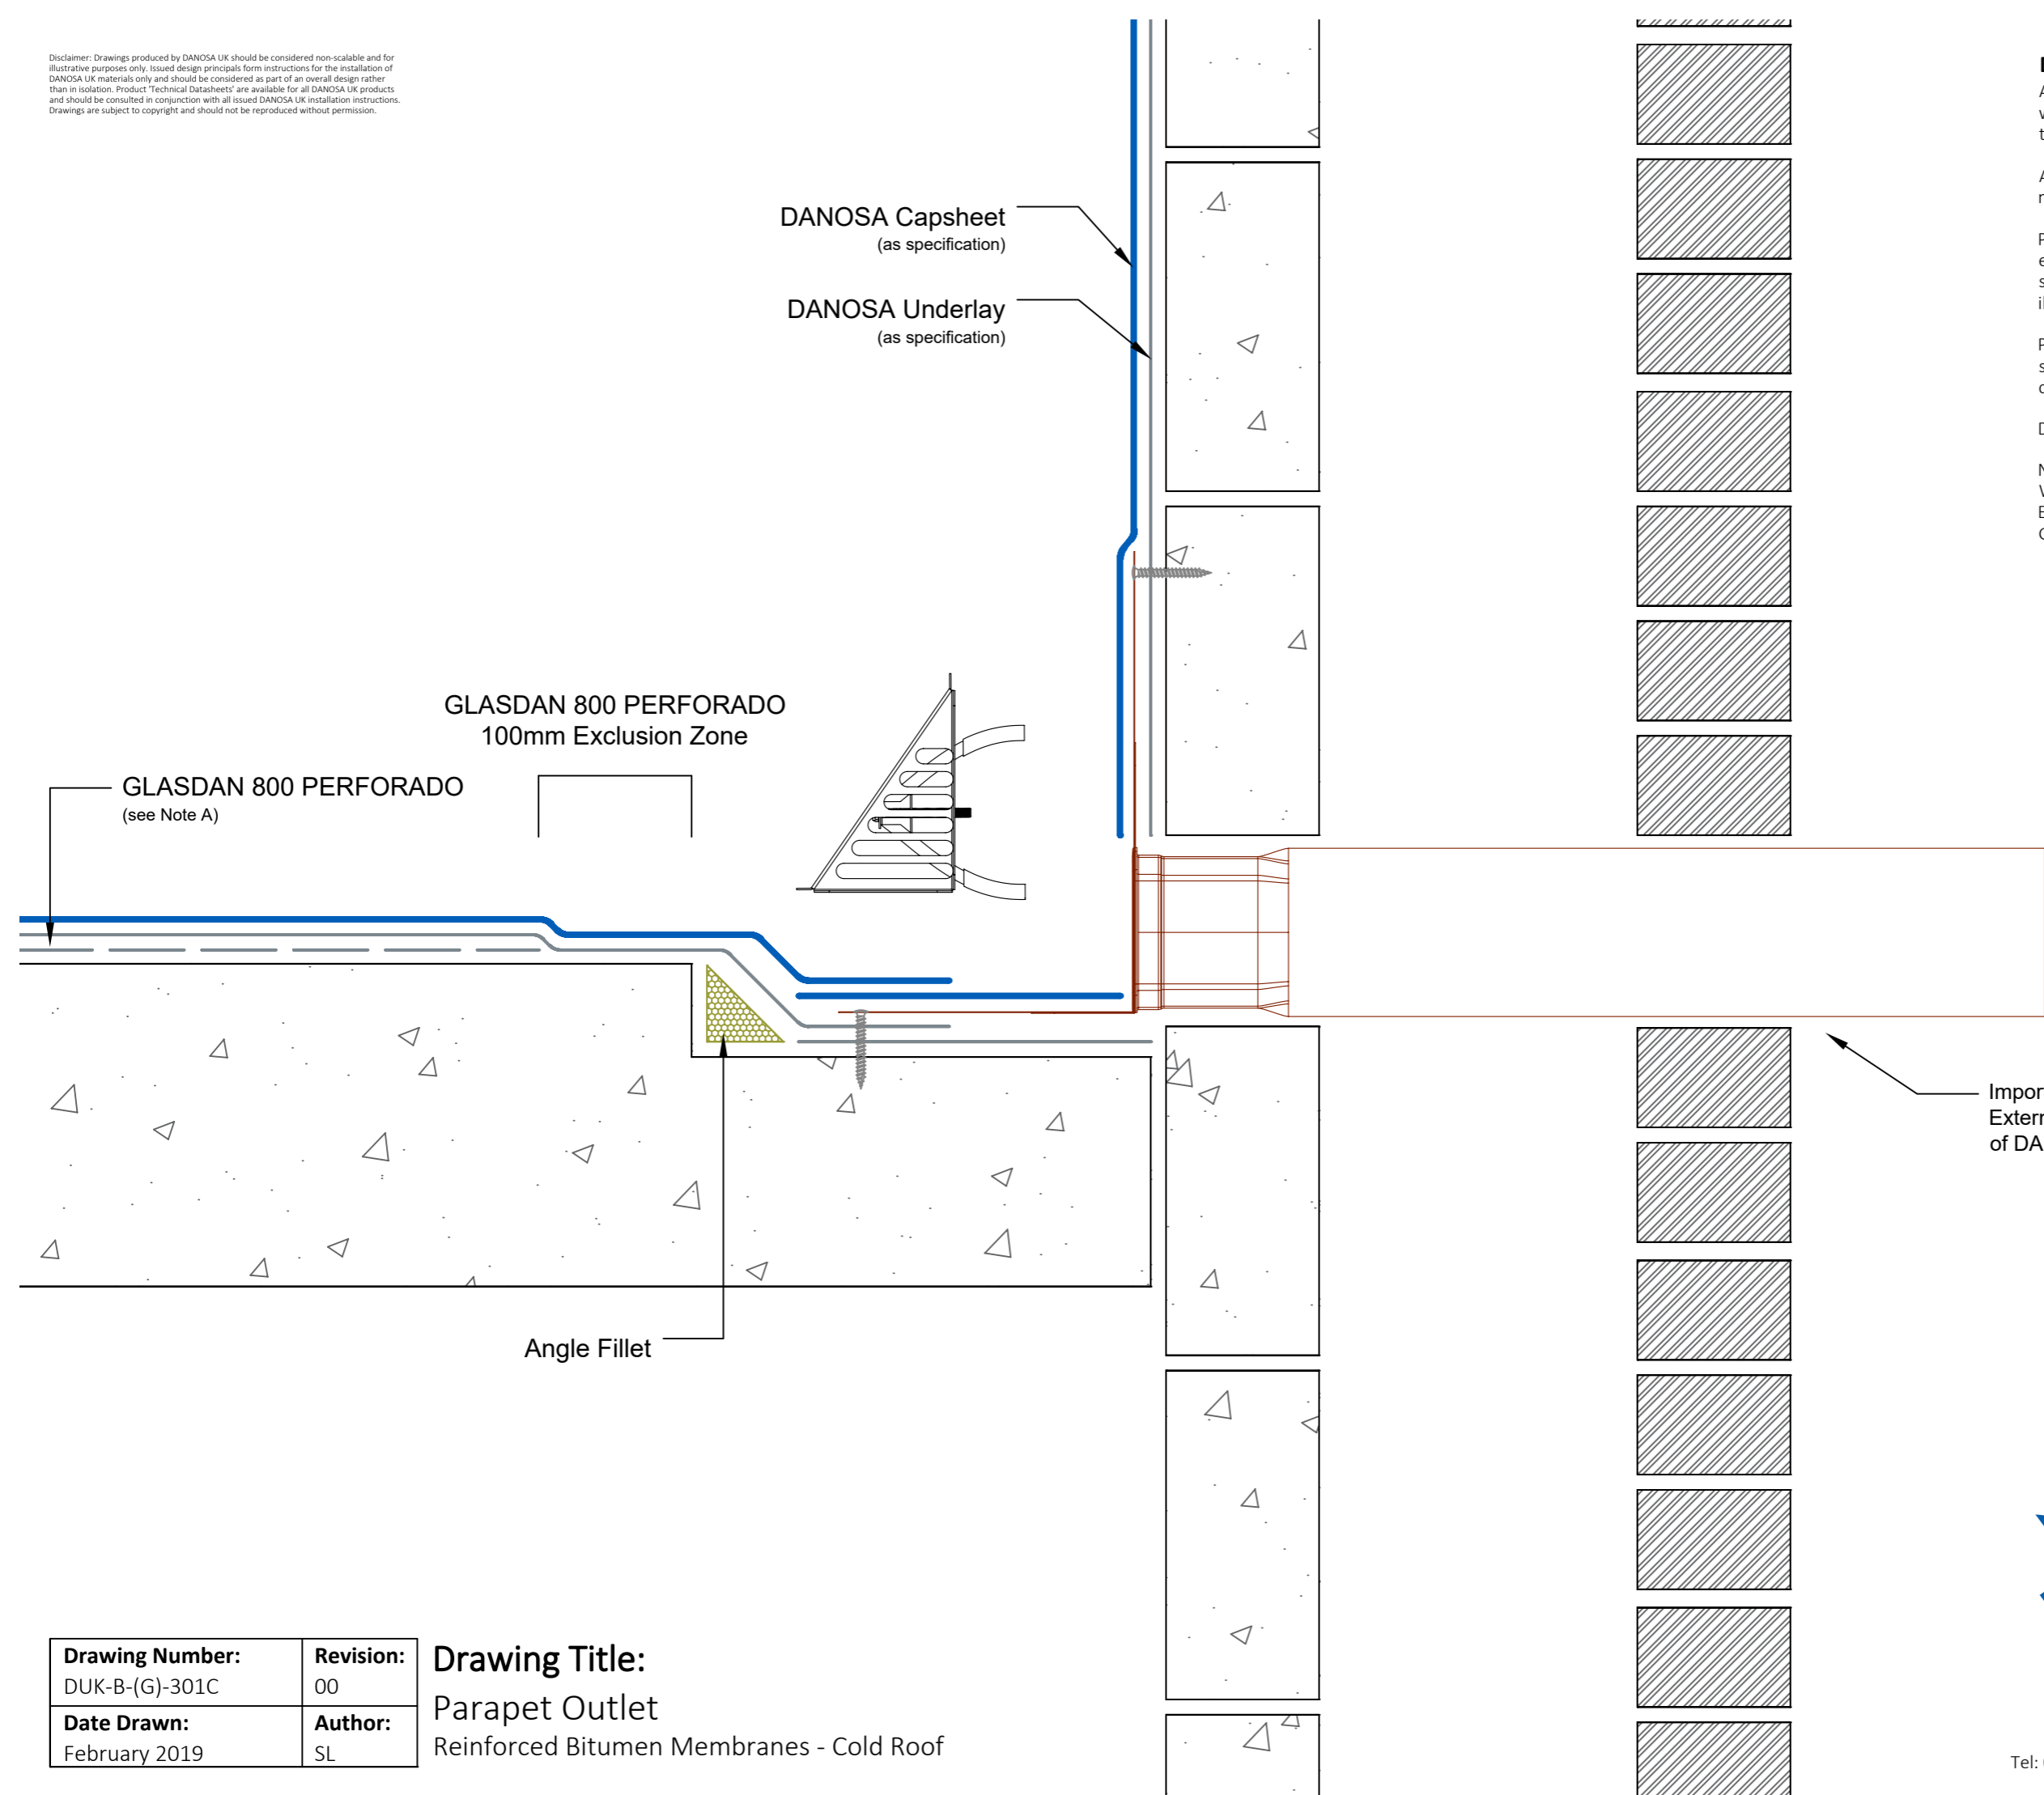 Disclaimer: Drawings produced by DANOSA UK should be considered non-scalable and for
illustrative purposes only. Issued design principals form instructions for the installation of
DANOSA UK materials only and should be considered as part of an overall design rather
than in isolation. Product 'Technical Datasheets' are available for all DANOSA UK products
and should be consulted in conjunction with all issued DANOSA UK installation instructions.
Drawings are subject to copyright and should not be reproduced without permission.
DANOSA Capsheet
(as specification)
DANOSA Underlay
(as specification)
GLASDAN 800 PERFORADO
100mm Exclusion Zone
GLASDAN 800 PERFORADO
(see Note A)
of
Angle Fillet
Drawing Number:
DUK-B-(G)-301C
Revision:
00
Date Drawn:
February 2019
Author:
SL
Drawing Title:
Parapet Outlet
Reinforced Bitumen Membranes - Cold Roof
Tel: